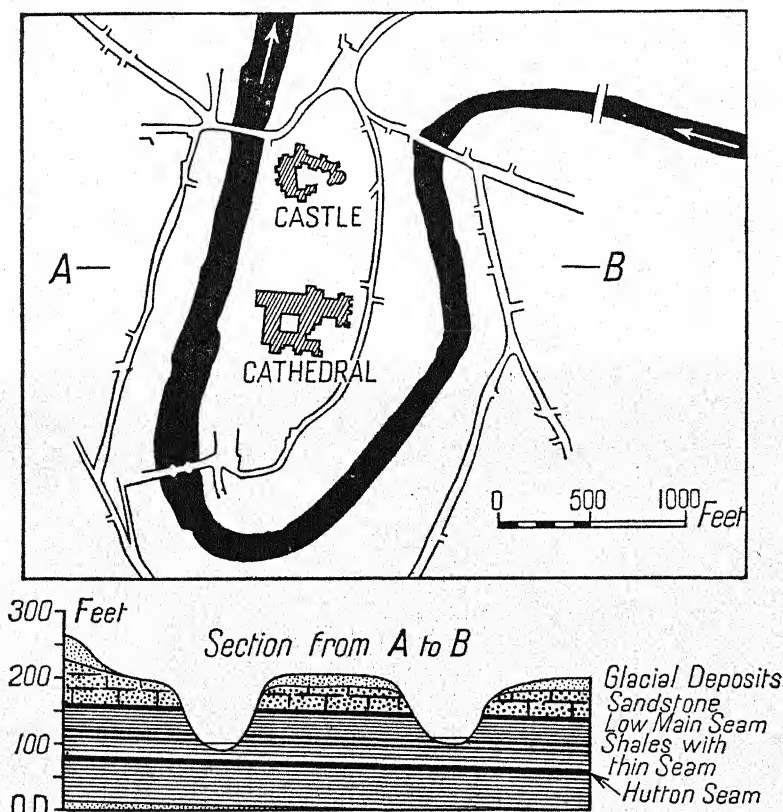 CASTLE
A
B
CATHEDRAL
0 500 1000 Feet
300 Feet
Section from A to B
200
100
O.D.
Glacial Deposits
Sandstone
Low Main Seam
Shales with
thin Seam
Hutton Seam